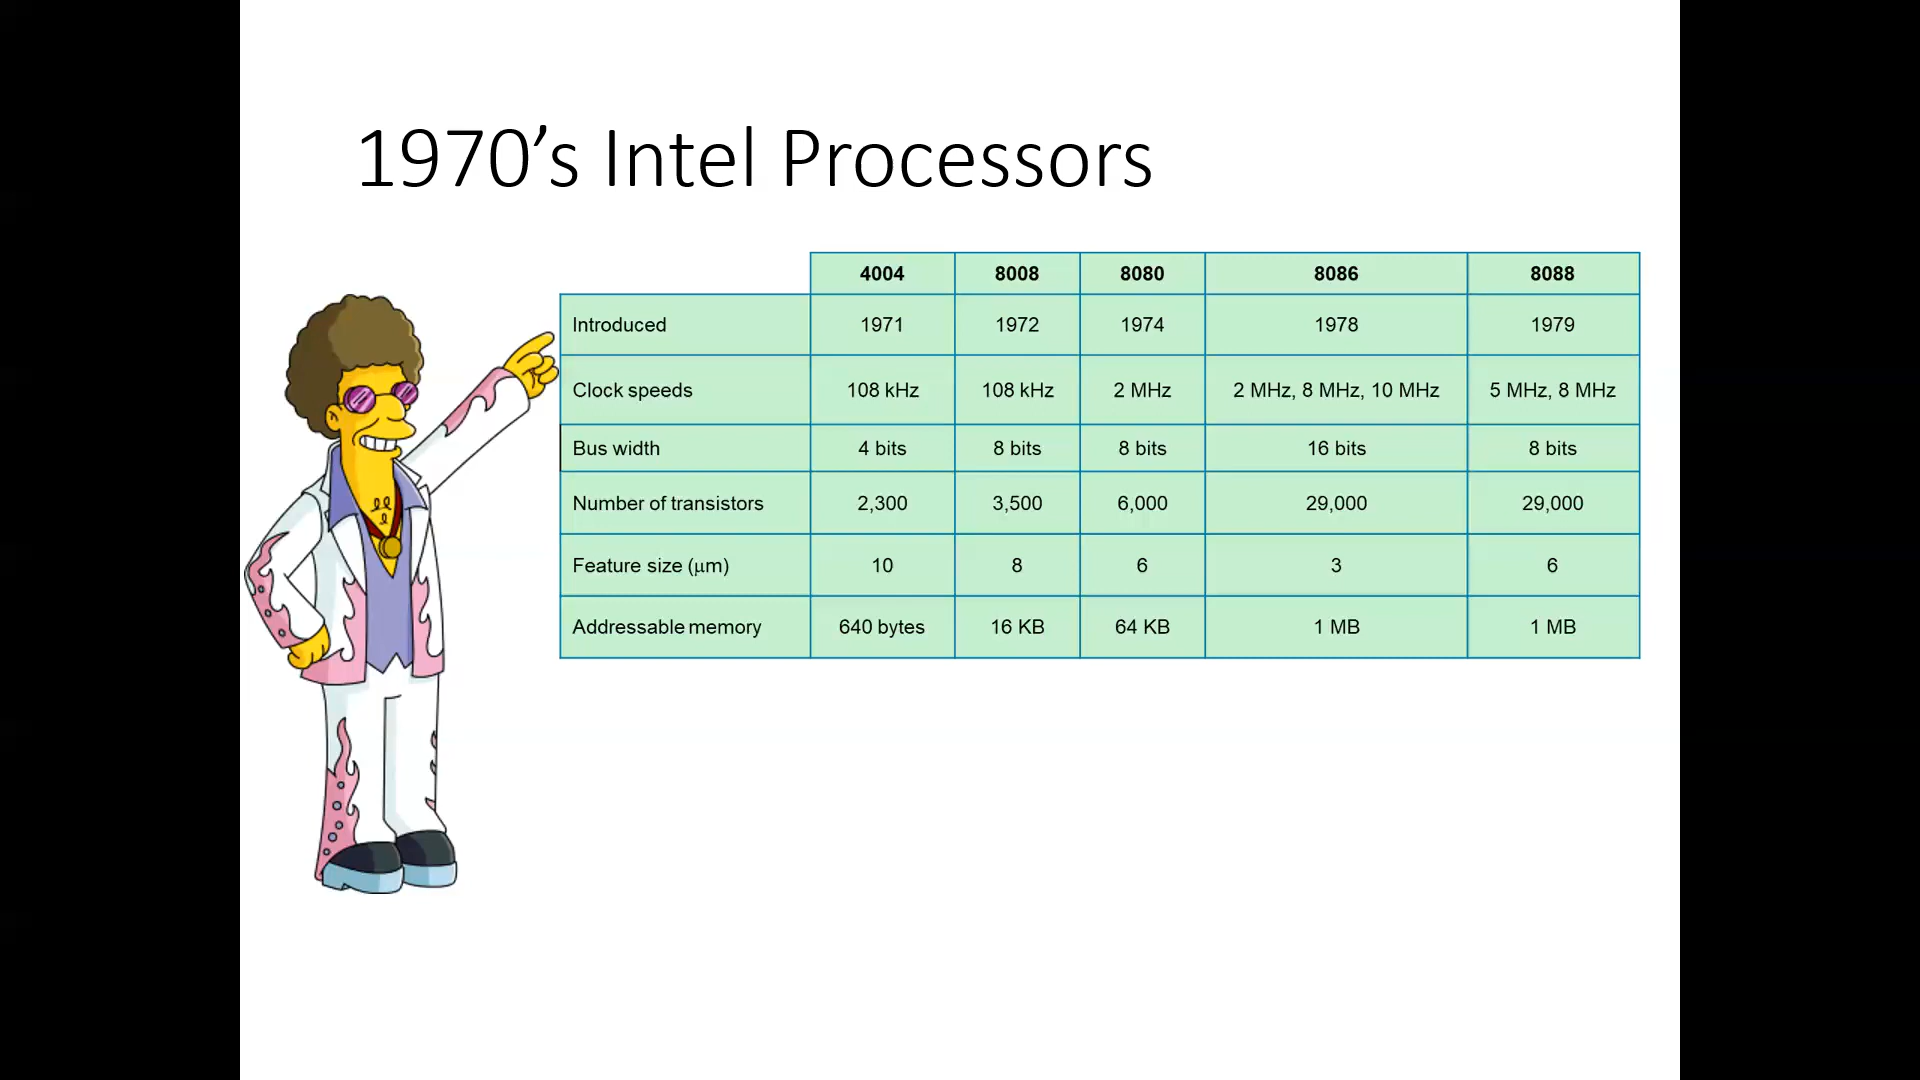 1970’s Intel Processors
4004 8008 8080 8086 8088
Introduced 1971 1972 1974 1978 1979
Clock speeds 108 kHz 108 kHz 2 MHz 2 MHz, 8 MHz, 10 MHz 5 MHz, 8 MHz
Bus width 4 bits 8 bits 8 bits 16 bits 8 bits
Number of transistors 2,300 3,500 6,000 29,000 29,000
Feature size (μm) 10 8 6 3 6
Addressable memory 640 bytes 16 KB 64 KB 1 MB 1 MB